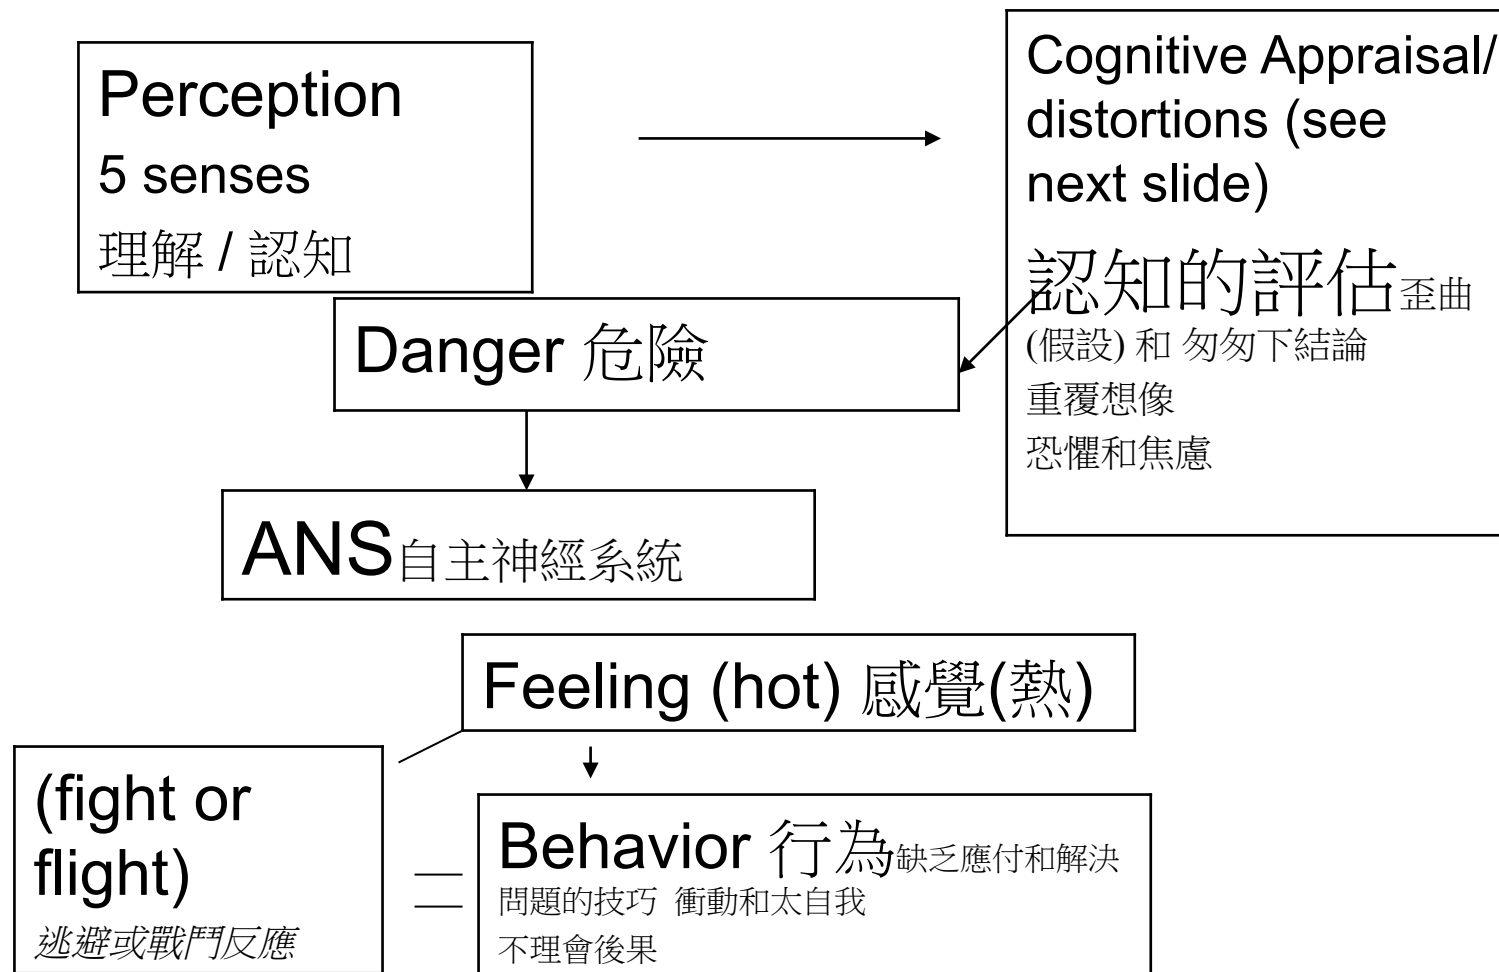 Perception
5 senses
理解 / 認知
Cognitive Appraisal/
distortions (see
next slide)
認知的評估歪曲
(假設) 和 匆匆下結論
重覆想像
恐懼和焦慮
Danger 危險
ANS自主神經系統
Feeling (hot) 感覺(熱)
(fight or
flight)
逃避或戰鬥反應
Behavior 行為缺乏應付和解決
問題的技巧 衝動和太自我
不理會後果